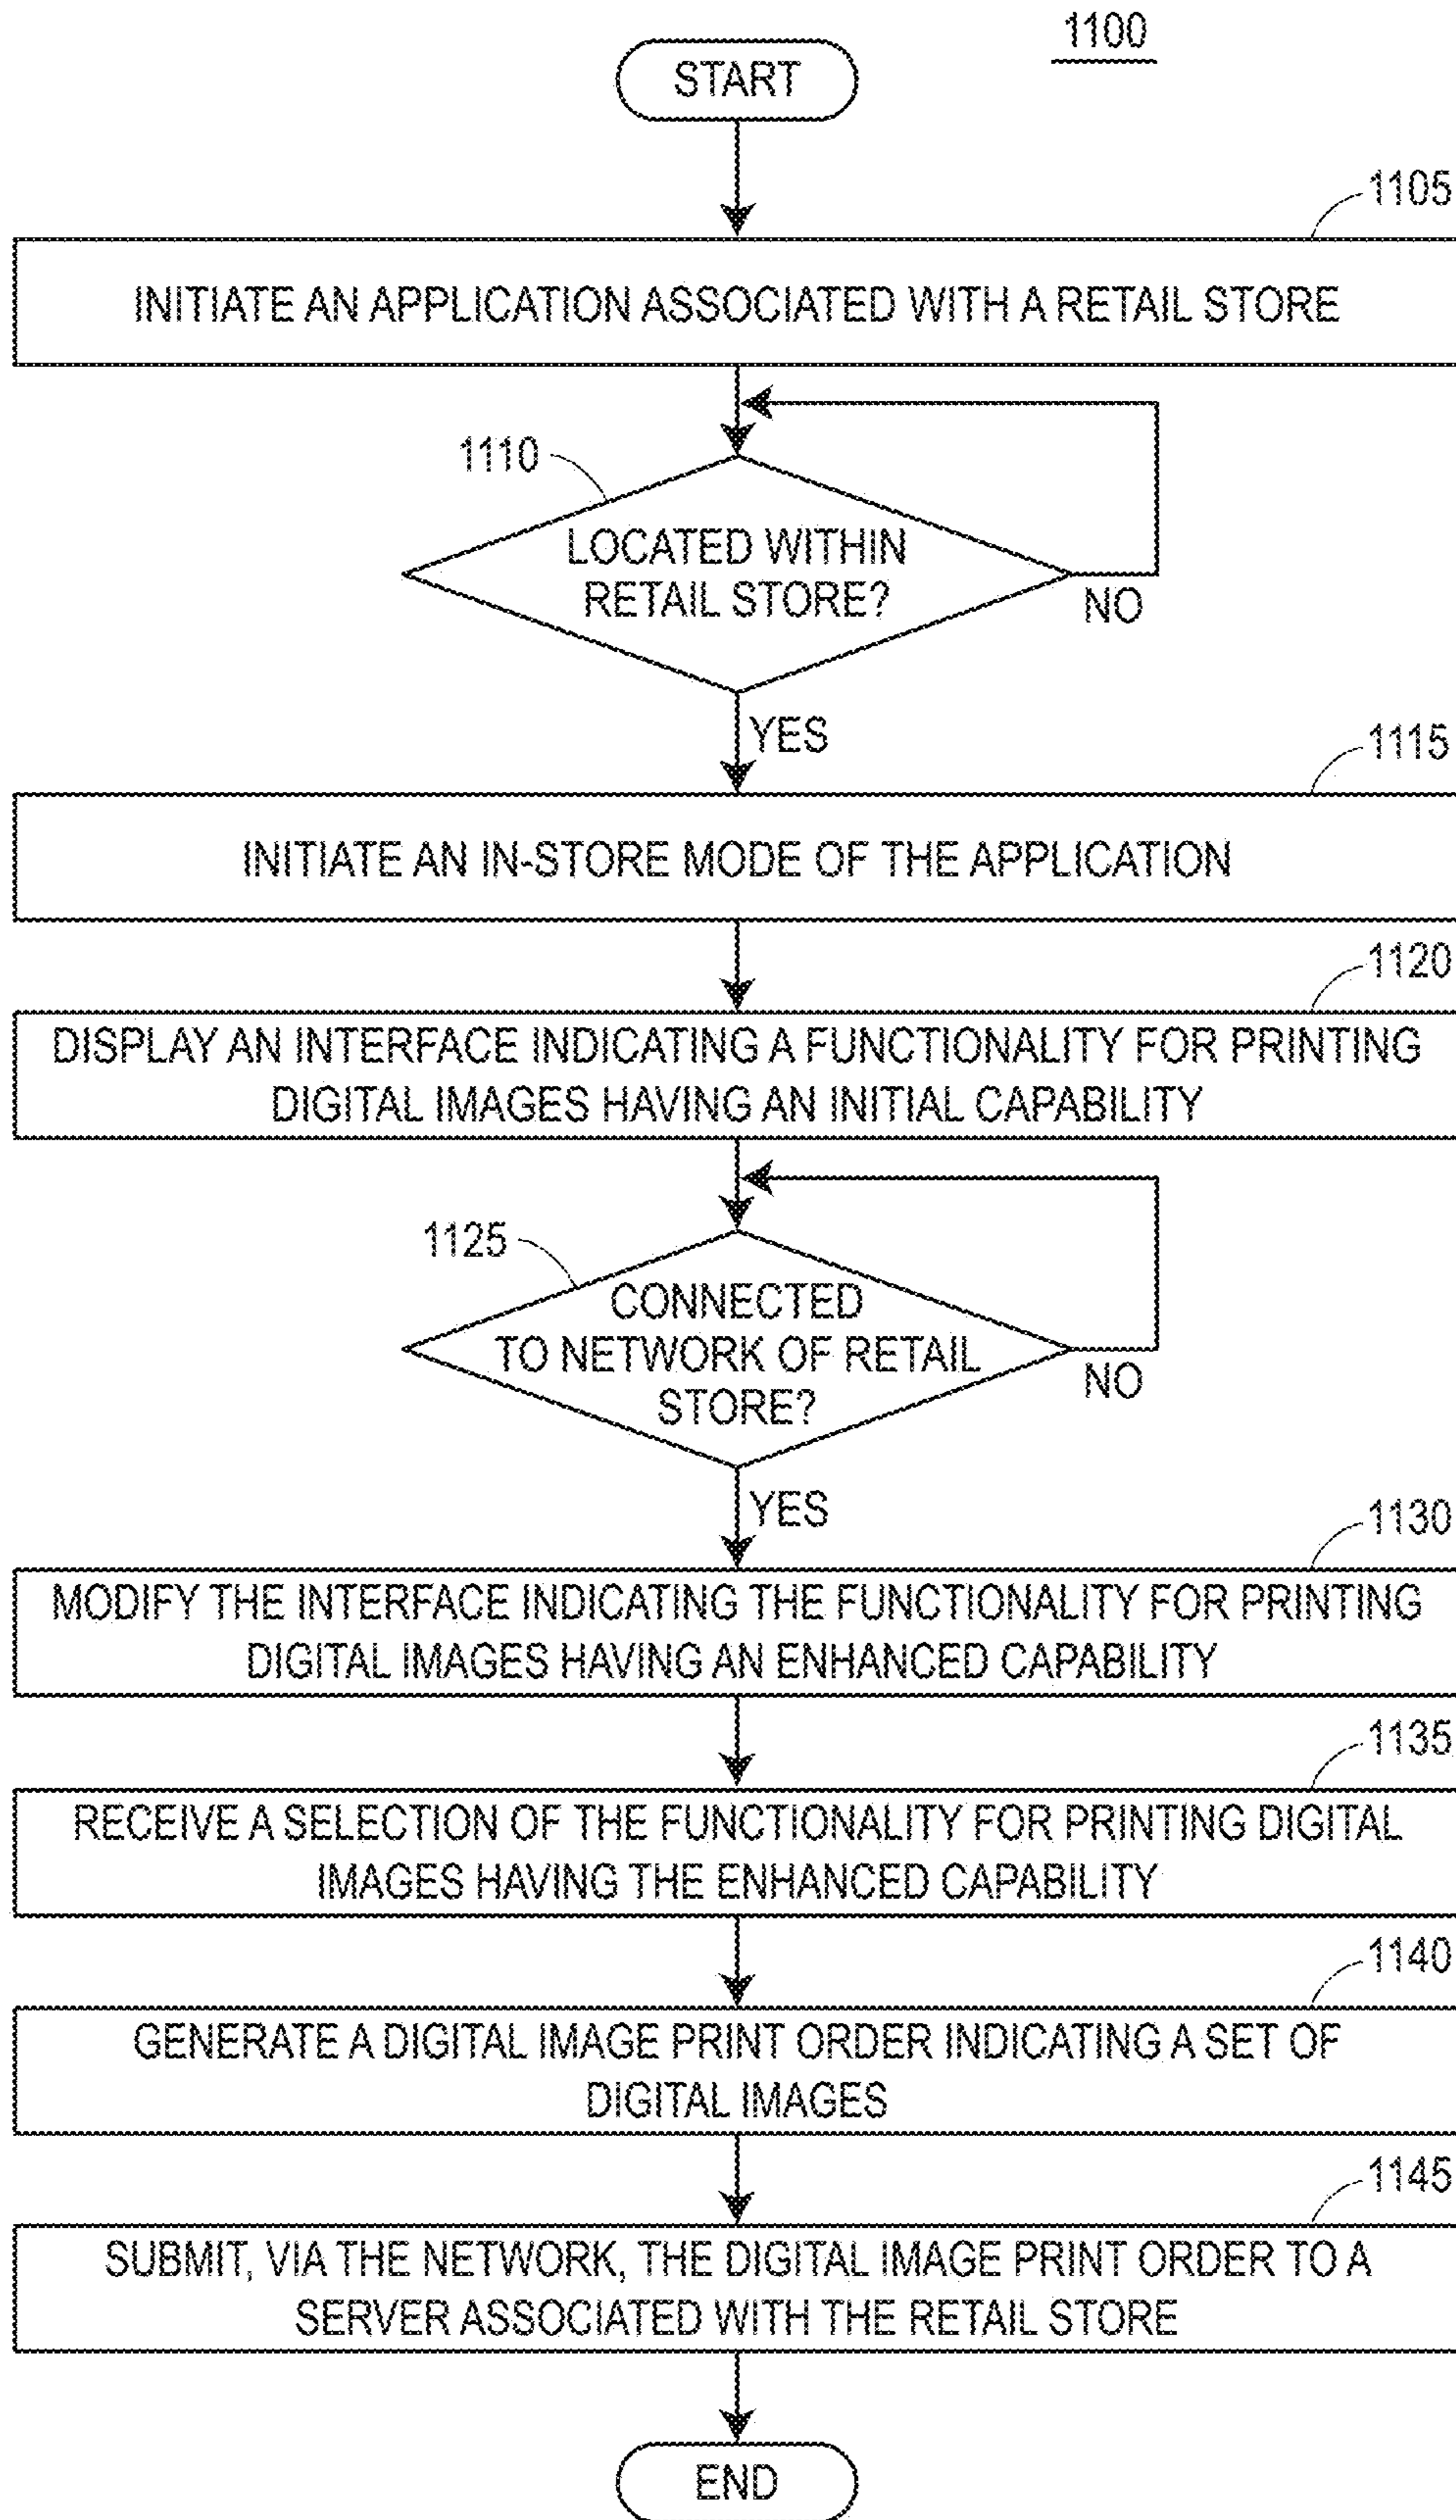 1100
START
1105
INITIATE AN APPLICATION ASSOCIATED WITH A RETAIL STORE
1110
LOCATED WITHIN
RETAIL STORE?
NO
YES
1115
INITIATE AN IN-STORE MODE OF THE APPLICATION
1120
DISPLAY AN INTERFACE INDICATING A FUNCTIONALITY FOR PRINTING
DIGITAL IMAGES HAVING AN INITIAL CAPABILITY
1125
CONNECTED
TO NETWORK OF RETAIL
STORE?
NO
YES
1130
MODIFY THE INTERFACE INDICATING THE FUNCTIONALITY FOR PRINTING
DIGITAL IMAGES HAVING AN ENHANCED CAPABILITY
1135
RECEIVE A SELECTION OF THE FUNCTIONALITY FOR PRINTING DIGITAL
IMAGES HAVING THE ENHANCED CAPABILITY
1140
GENERATE A DIGITAL IMAGE PRINT ORDER INDICATING A SET OF
DIGITAL IMAGES
1145
SUBMIT, VIA THE NETWORK, THE DIGITAL IMAGE PRINT ORDER TO A
SERVER ASSOCIATED WITH THE RETAIL STORE
END